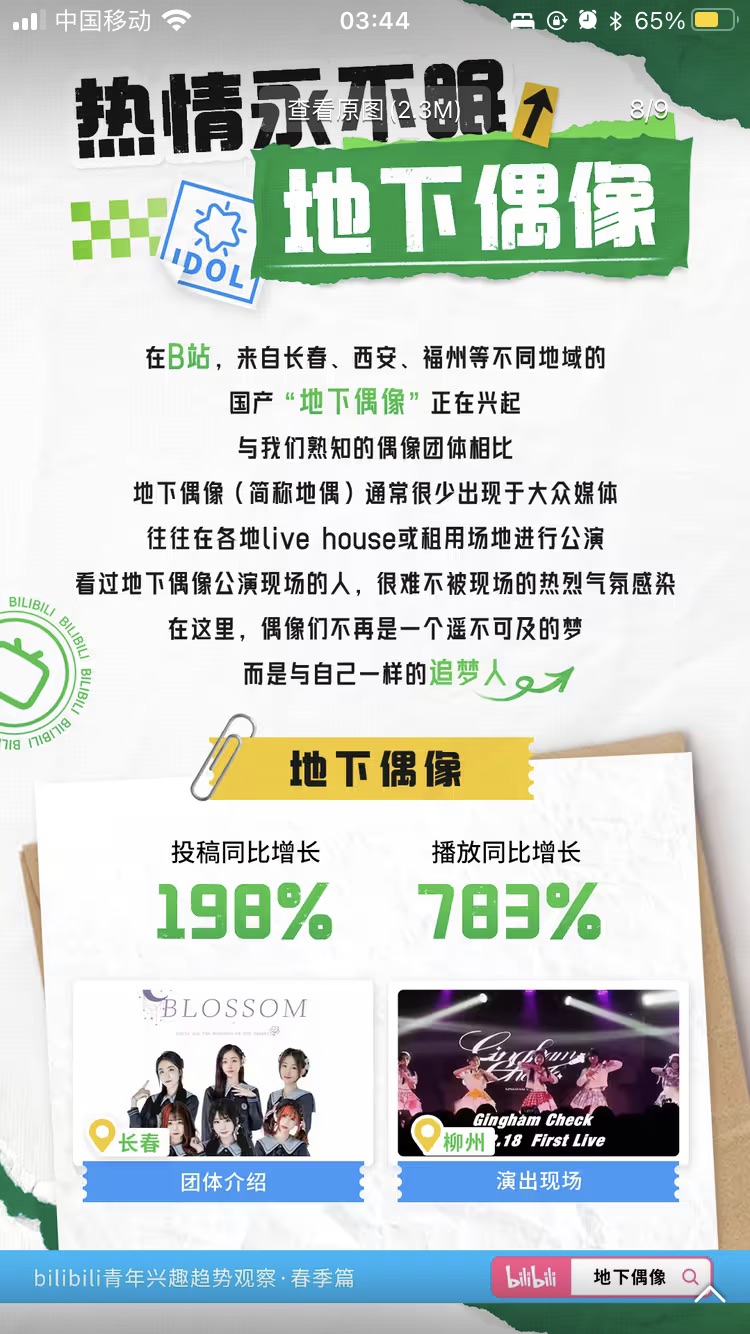 中国移动
03:44
65%
热情永不眠
查看原图(2.3M)
8/9
地下偶像
IDOL
在B站，来自长春、西安、福州等不同地域的
国产“地下偶像”正在兴起
与我们熟知的偶像团体相比
地下偶像（简称地偶）通常很少出现于大众媒体
往往在各地live house或租用场地进行公演
看过地下偶像公演现场的人，很难不被现场的热烈气氛感染
在这里，偶像们不再是一个遥不可及的梦
而是与自己一样的追梦人
BILIBILI BILIBILI BILIBILI BILIBILI BILI
地下偶像
投稿同比增长
198%
播放同比增长
783%
BLOSSOM
长春
团体介绍
Gingham Check
Gingham Check
.18 First Live
柳州
演出现场
bilibili青年兴趣趋势观察·春季篇
bilibili
地下偶像